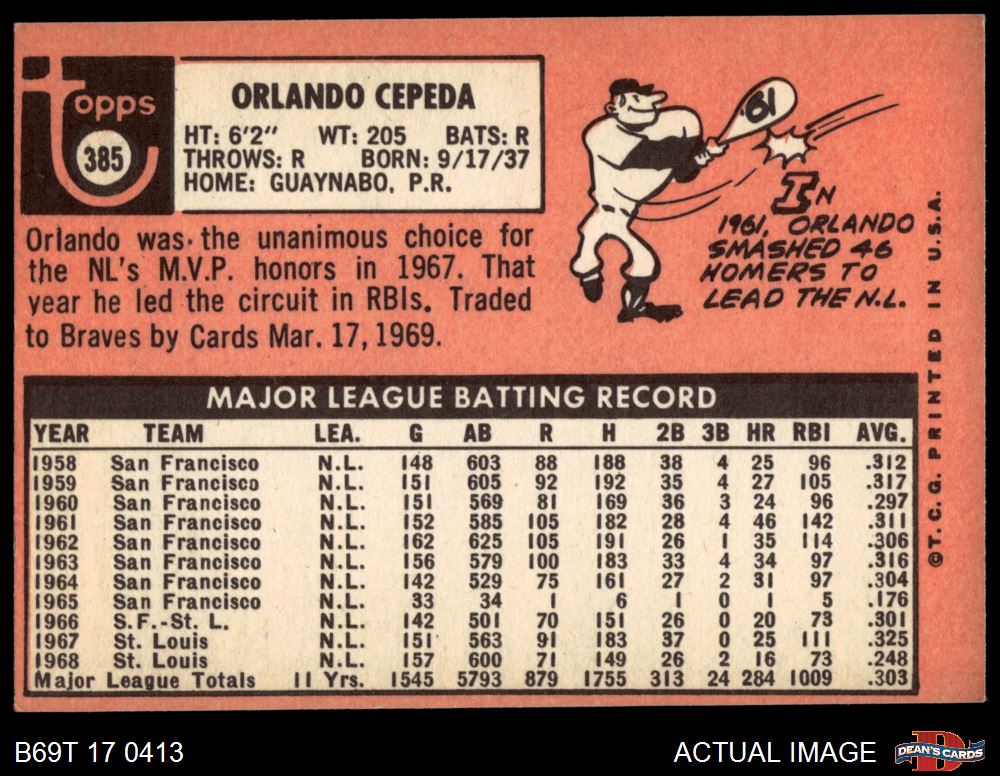 Topps
385
ORLANDO CEPEDA
HT: 6'2" WT: 205 BATS: R
THROWS: R BORN: 9/17/37
HOME: GUAYNABO, P.R.
Orlando was the unanimous choice for
the NL's M.V.P. honors in 1967. That
year he led the circuit in RBIs. Traded
to Braves by Cards Mar. 17, 1969.
61
IN
1961, ORLANDO
SMASHED 46
HOMERS TO
LEAD THE N.L.
©T.C.G. PRINTED IN U.S.A.
MAJOR LEAGUE BATTING RECORD
YEAR TEAM LEA. G AB R H 2B 3B HR RBI AVG.
1958 San Francisco N.L. 148 603 88 188 38 4 25 96 .312
1959 San Francisco N.L. 151 605 92 192 35 4 27 105 .317
1960 San Francisco N.L. 151 569 81 169 36 3 24 96 .297
1961 San Francisco N.L. 152 585 105 182 28 4 46 142 .311
1962 San Francisco N.L. 162 625 105 191 26 1 35 114 .306
1963 San Francisco N.L. 156 579 100 183 33 4 34 97 .316
1964 San Francisco N.L. 142 529 75 161 27 2 31 97 .304
1965 San Francisco N.L. 33 34 1 6 1 0 1 5 .176
1966 S.F.-St. L. N.L. 142 501 70 151 26 0 20 73 .301
1967 St. Louis N.L. 151 563 91 183 37 0 25 111 .325
1968 St. Louis N.L. 157 600 71 149 26 2 16 73 .248
Major League Totals 11 Yrs. 1545 5793 879 1755 313 24 284 1009 .303
B69T 17 0413
ACTUAL IMAGE
DEAN'S CARDS